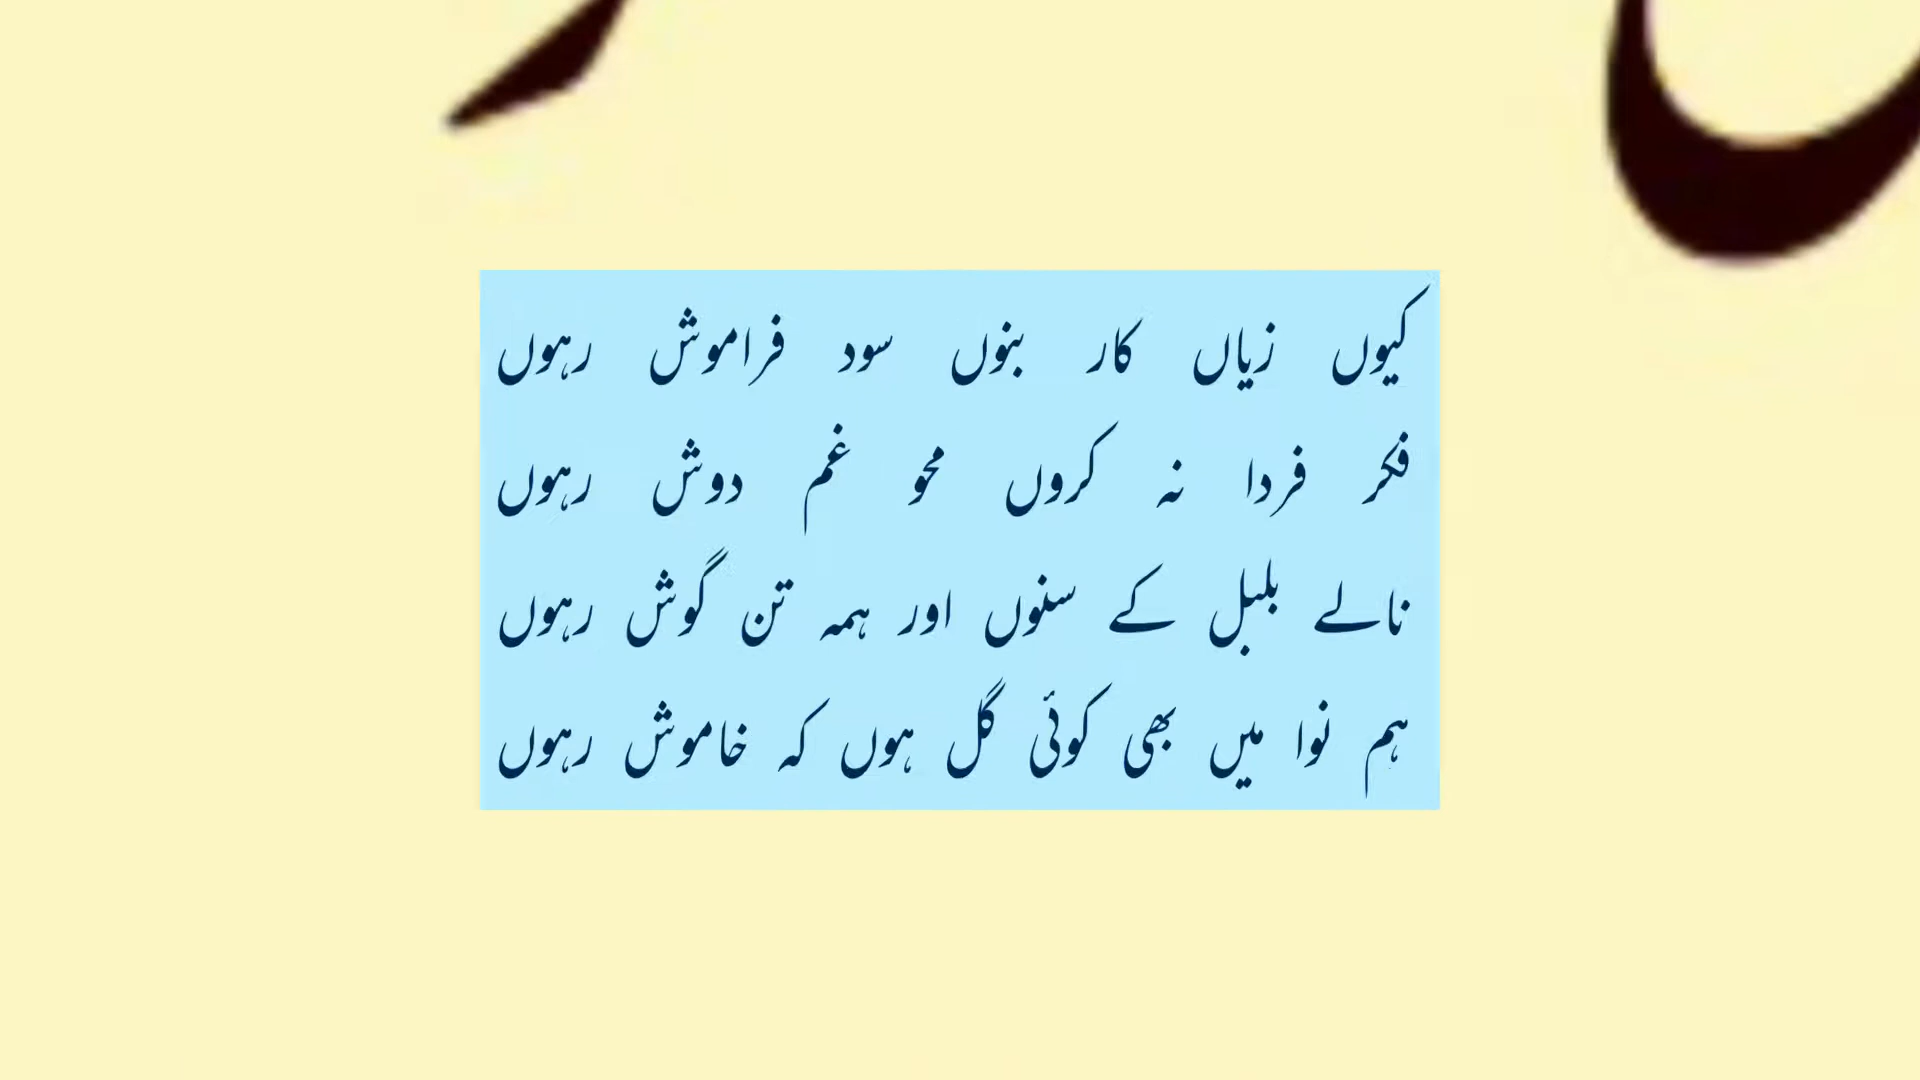 کیوں زیاں کار بنوں سود فراموش رہوں
فکر فردا نہ کروں محو غم دوش رہوں
نالے بلبل کے سنوں اور ہمہ تن گوش رہوں
ہم نوا میں بھی کوئی گل ہوں کہ خاموش رہوں